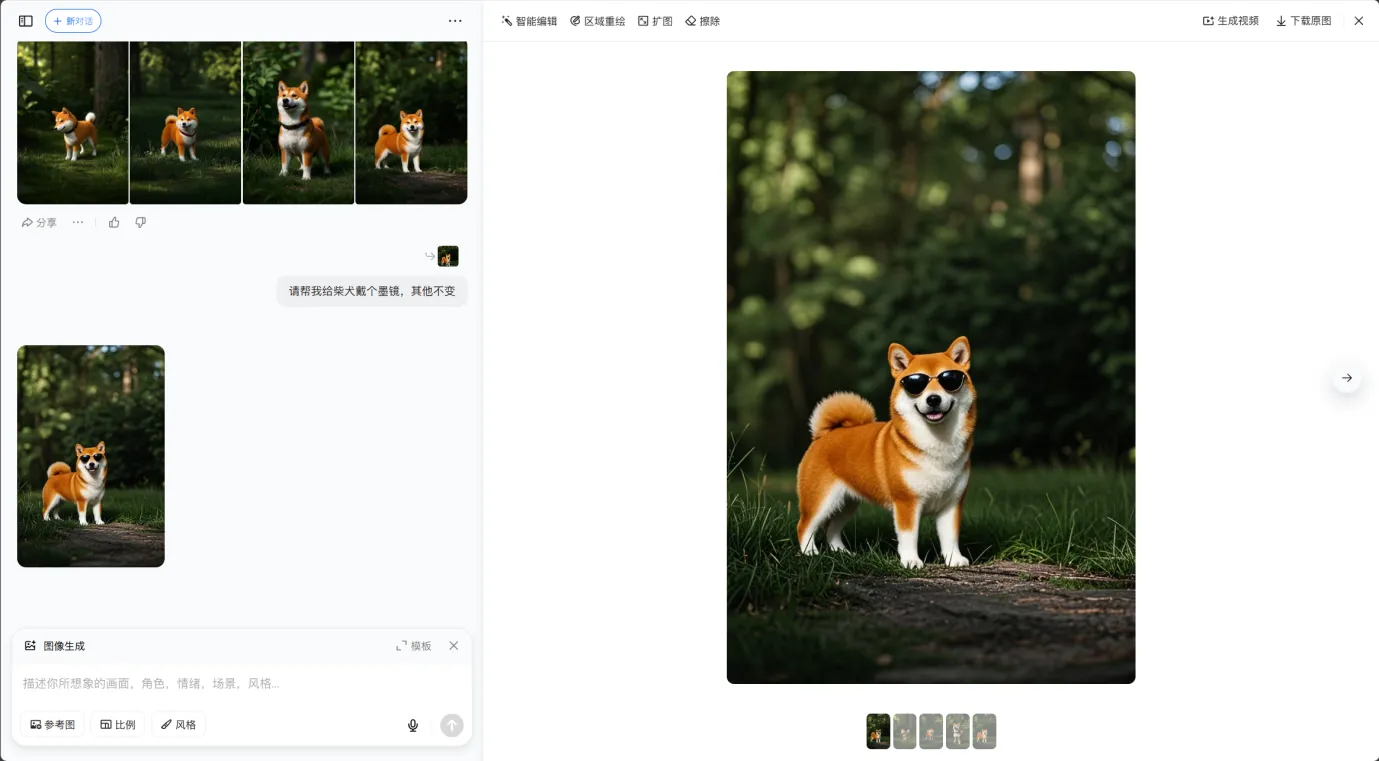 + 新对话
分享
请帮我给柴犬戴个墨镜，其他不变
图像生成
模板
描述你所想象的画面，角色，情绪，场景，风格...
参考图
比例
风格
智能编辑
区域重绘
扩图
擦除
生成视频
下载原图